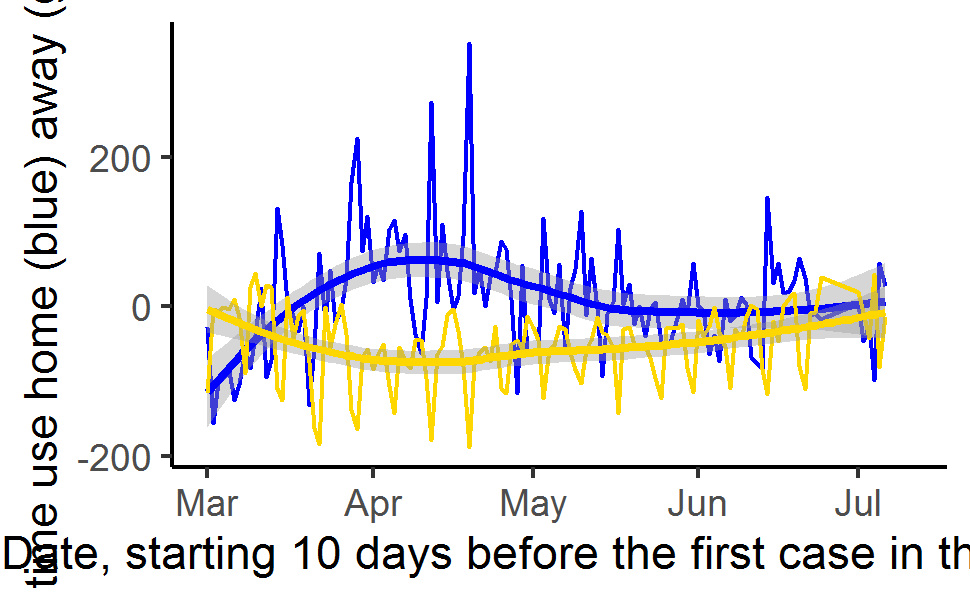 time use home (blue) away (
200
0
-200
Mar Apr May Jun Jul
Date, starting 10 days before the first case in th